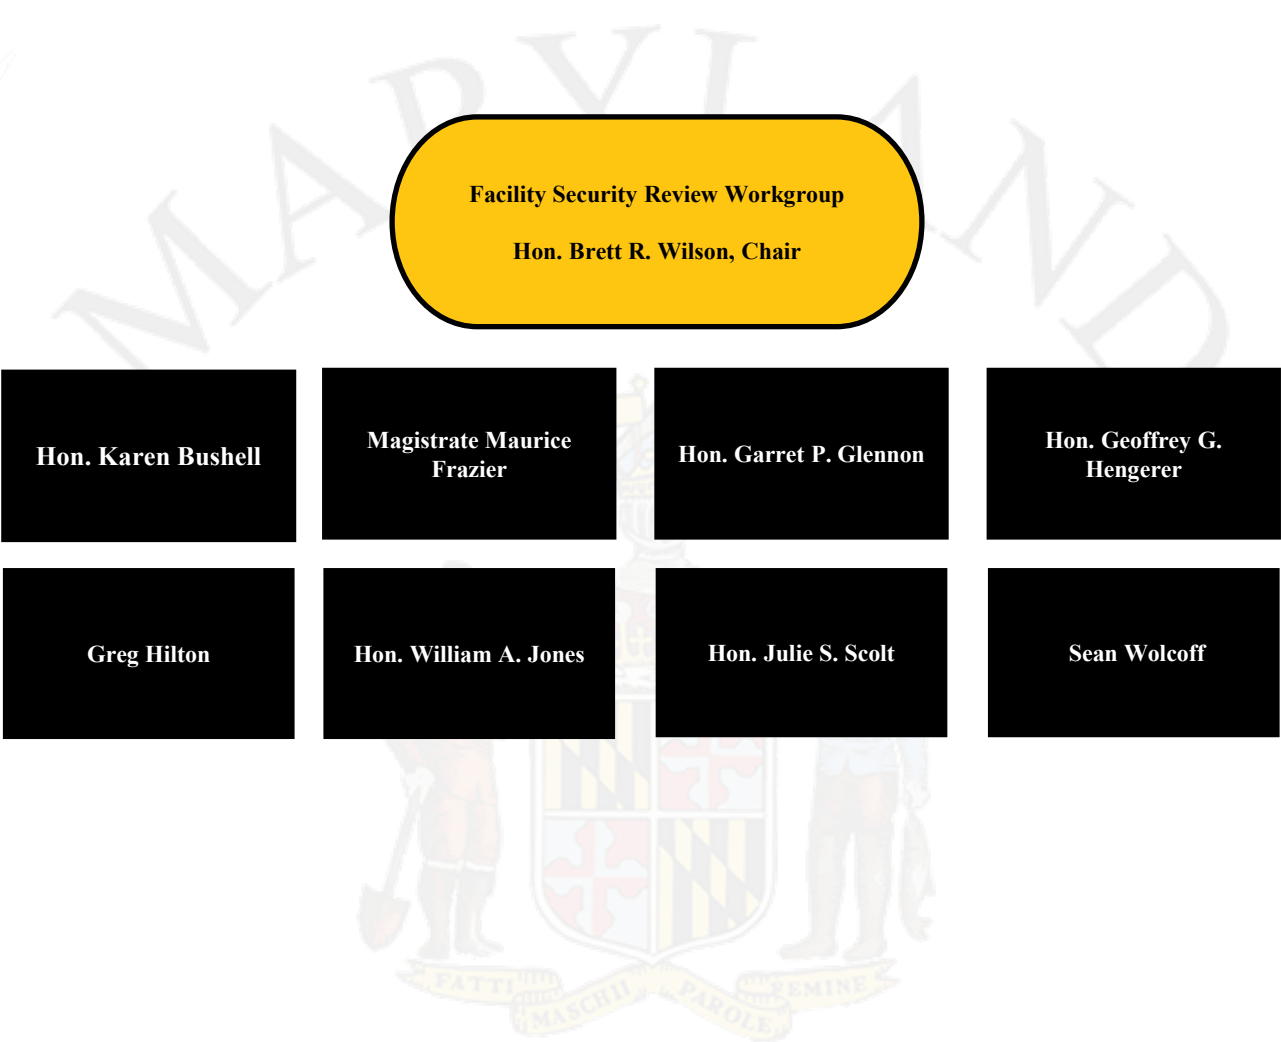 MARYLAND
Facility Security Review Workgroup
Hon. Brett R. Wilson, Chair
Hon. Karen Bushell
Magistrate Maurice
Frazier
Hon. Garret P. Glennon
Hon. Geoffrey G.
Hengerer
Greg Hilton
Hon. William A. Jones
Hon. Julie S. Scolt
Sean Wolcoff
FATTI MASCHII PAROLE FEMINE